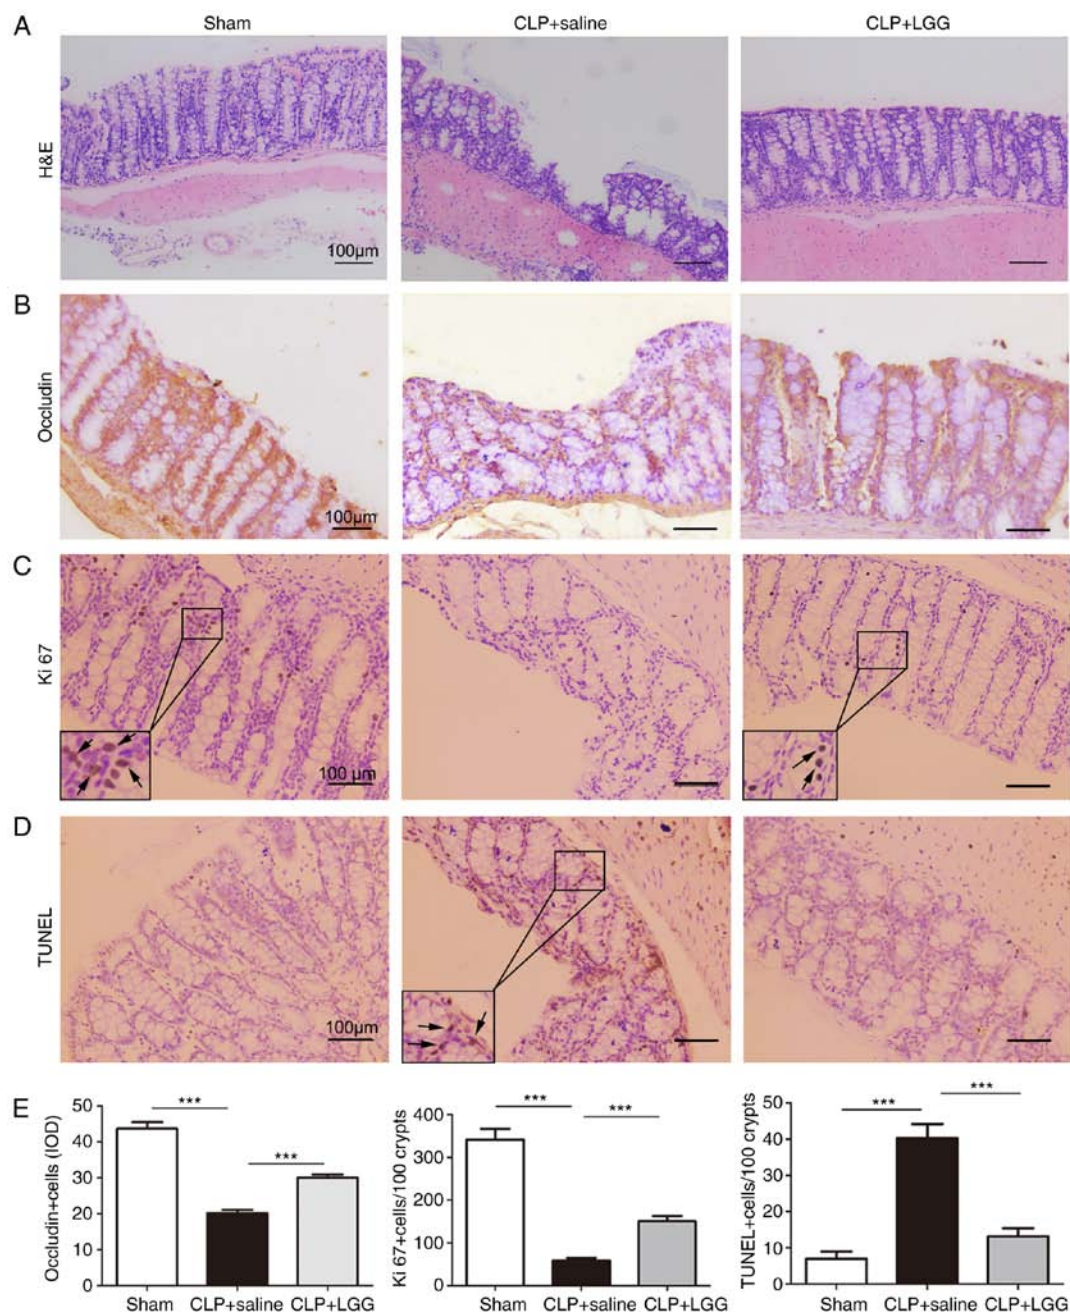 A
Sham
CLP+saline
CLP+LGG
H&E
100μm
B
Occludin
100μm
C
Ki 67
100 μm
D
TUNEL
100μm
E
Occludin+cells (IOD)
50
40
30
20
10
0
***
***
Sham
CLP+saline
CLP+LGG
Ki 67+cells/100 crypts
400
300
200
100
0
***
***
Sham
CLP+saline
CLP+LGG
TUNEL+cells/100 crypts
50
40
30
20
10
0
***
***
Sham
CLP+saline
CLP+LGG